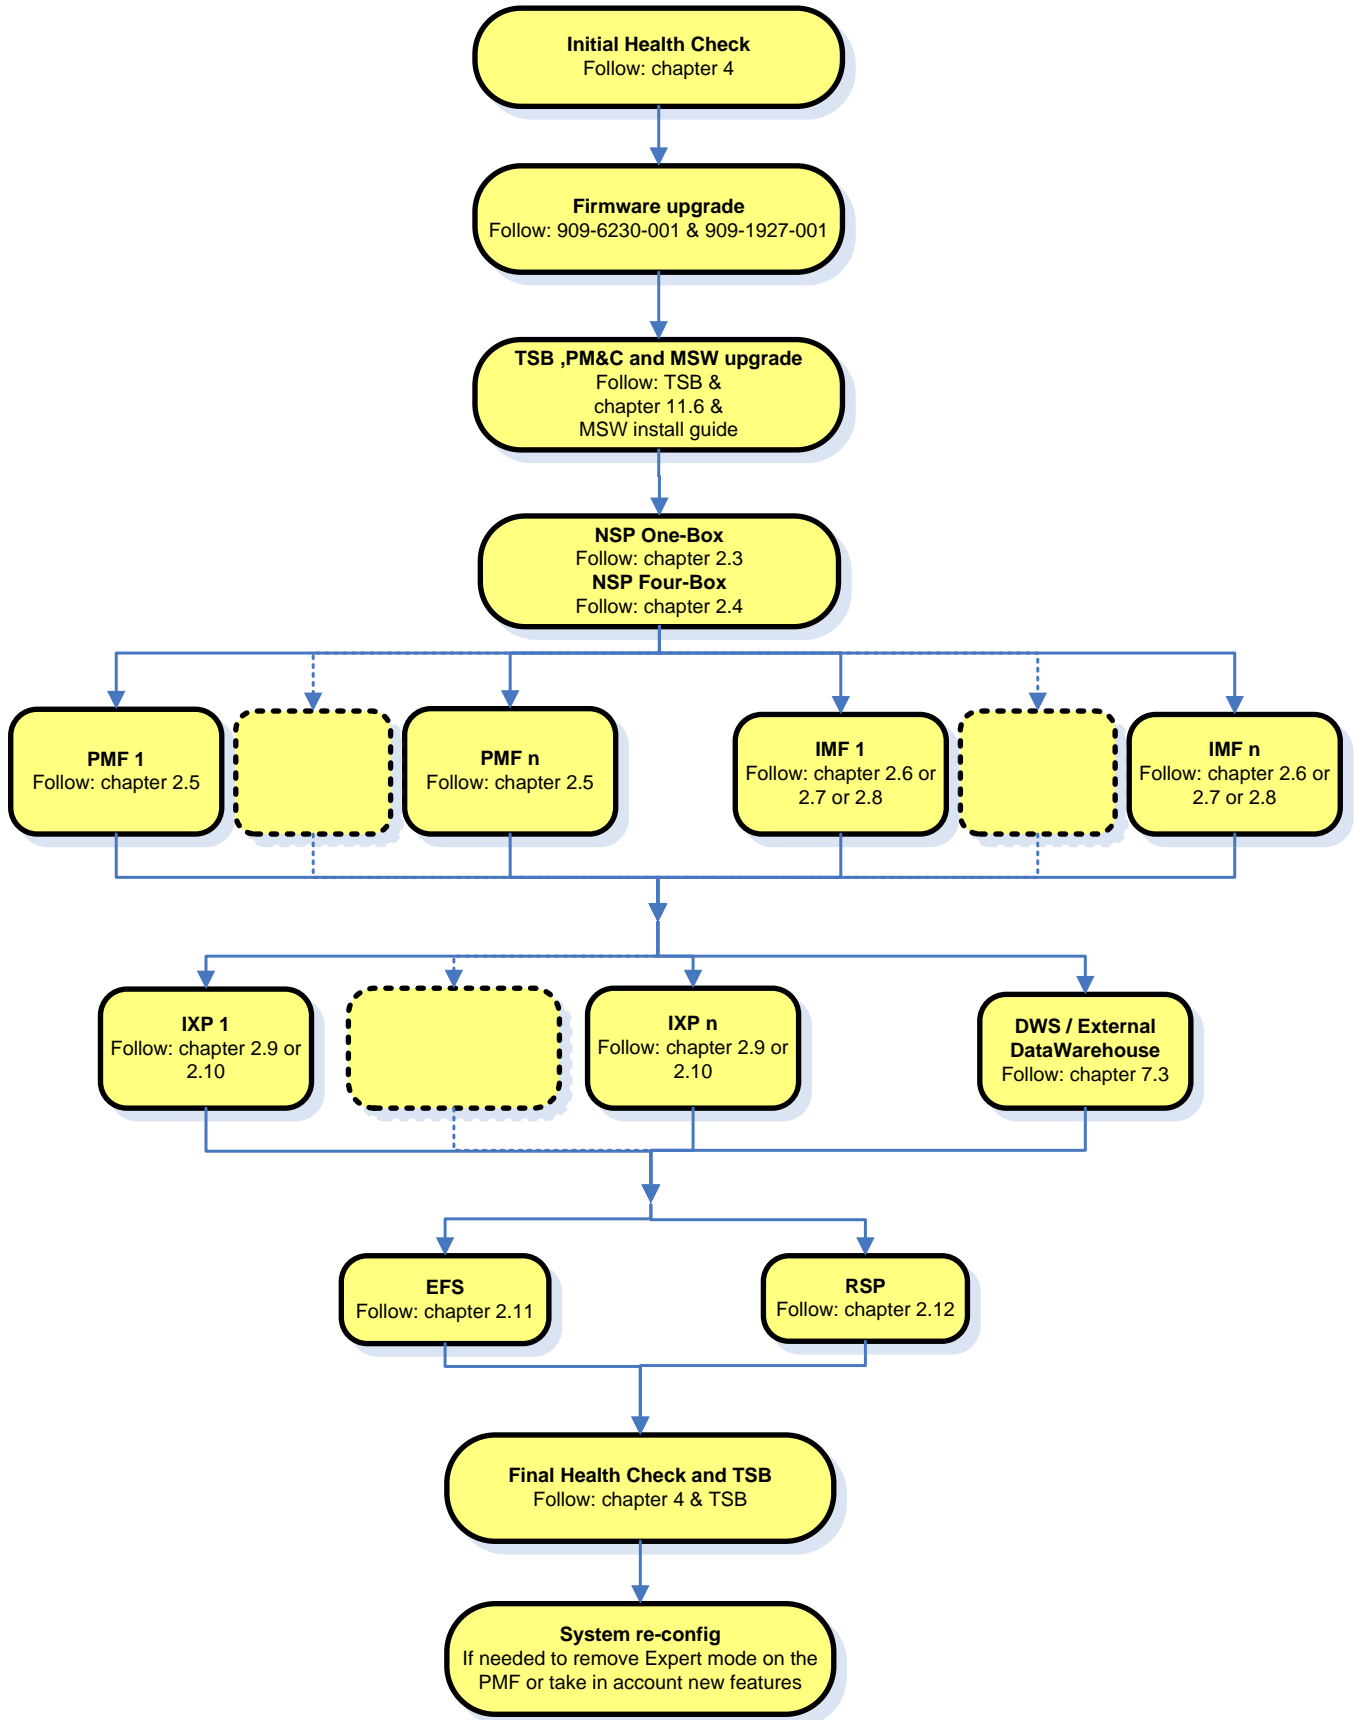 Initial Health Check
Follow: chapter 4
Firmware upgrade
Follow: 909-6230-001 & 909-1927-001
TSB ,PM&C and MSW upgrade
Follow: TSB &
chapter 11.6 &
MSW install guide
NSP One-Box
Follow: chapter 2.3
NSP Four-Box
Follow: chapter 2.4
PMF 1
Follow: chapter 2.5
PMF n
Follow: chapter 2.5
IMF 1
Follow: chapter 2.6 or
2.7 or 2.8
IMF n
Follow: chapter 2.6 or
2.7 or 2.8
IXP 1
Follow: chapter 2.9 or
2.10
IXP n
Follow: chapter 2.9 or
2.10
DWS / External
DataWarehouse
Follow: chapter 7.3
EFS
Follow: chapter 2.11
RSP
Follow: chapter 2.12
Final Health Check and TSB
Follow: chapter 4 & TSB
System re-config
If needed to remove Expert mode on the
PMF or take in account new features